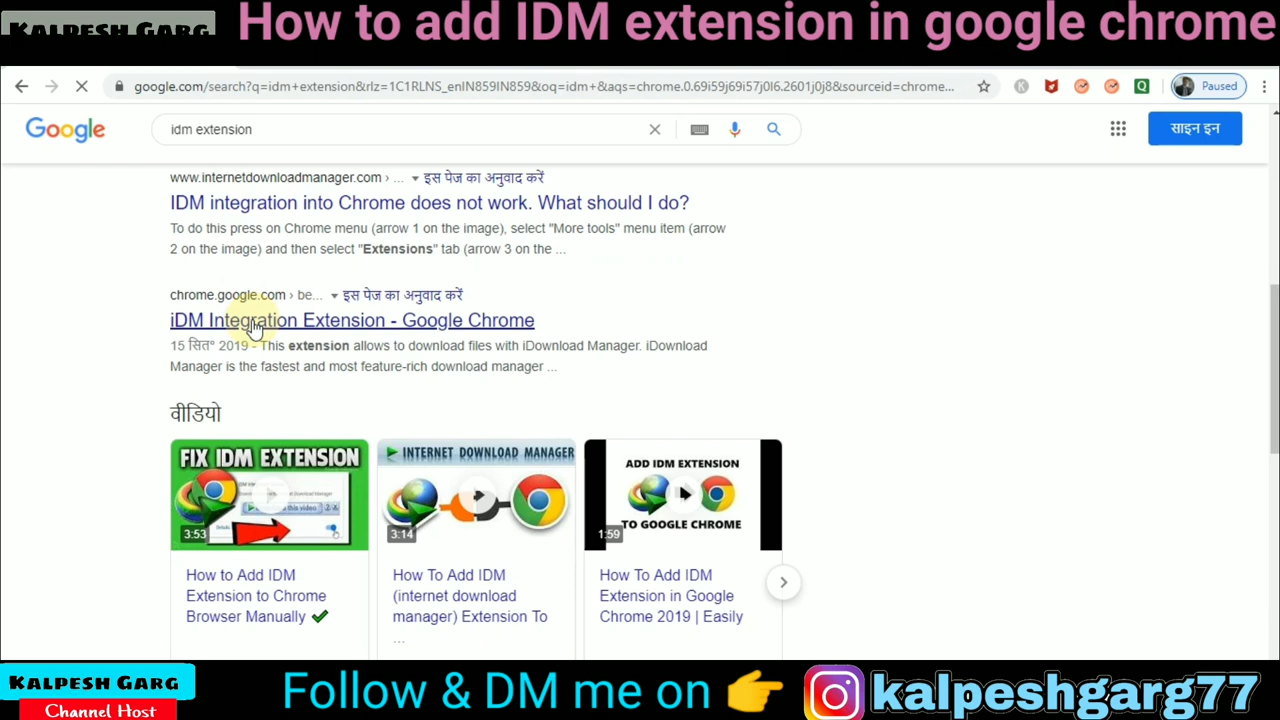 KALPESH GARG
How to add IDM extension in google chrome
google.com/search?q=idm+extension&rlz=1C1RLNS_enIN859IN859&oq=idm+&aqs=chrome.0.69i59j69i57j0l6.2601j0j8&sourceid=chrome...
Paused
Google
idm extension
साइन इन
www.internetdownloadmanager.com › ... इस पेज का अनुवाद करें
IDM integration into Chrome does not work. What should I do?
To do this press on Chrome menu (arrow 1 on the image), select "More tools" menu item (arrow
2 on the image) and then select "Extensions" tab (arrow 3 on the ...
chrome.google.com › be... इस पेज का अनुवाद करें
iDM Integration Extension - Google Chrome
15 सित॰ 2019 - This extension allows to download files with iDownload Manager. iDownload
Manager is the fastest and most feature-rich download manager ...
वीडियो
FIX IDM EXTENSION
3:53
INTERNET DOWNLOAD MANAGER
3:14
ADD IDM EXTENSION
TO GOOGLE CHROME
1:59
How to Add IDM
Extension to Chrome
Browser Manually ✔
How To Add IDM
(internet download
manager) Extension To
...
How To Add IDM
Extension in Google
Chrome 2019 | Easily
KALPESH GARG
Channel Host
Follow & DM me on 👉
kalpeshgarg77